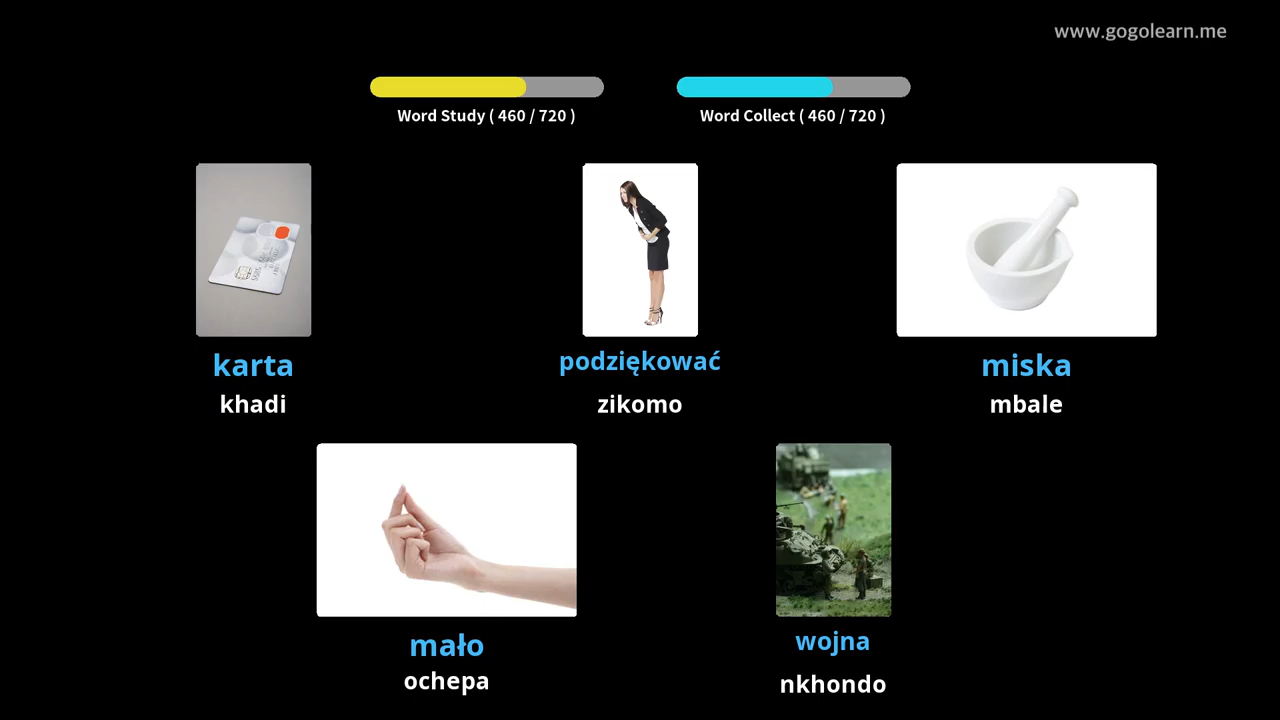 www.gogolearn.me
Word Study ( 460 / 720 )
Word Collect ( 460 / 720 )
karta
khadi
podziękować
zikomo
miska
mbale
mało
ochepa
wojna
nkhondo